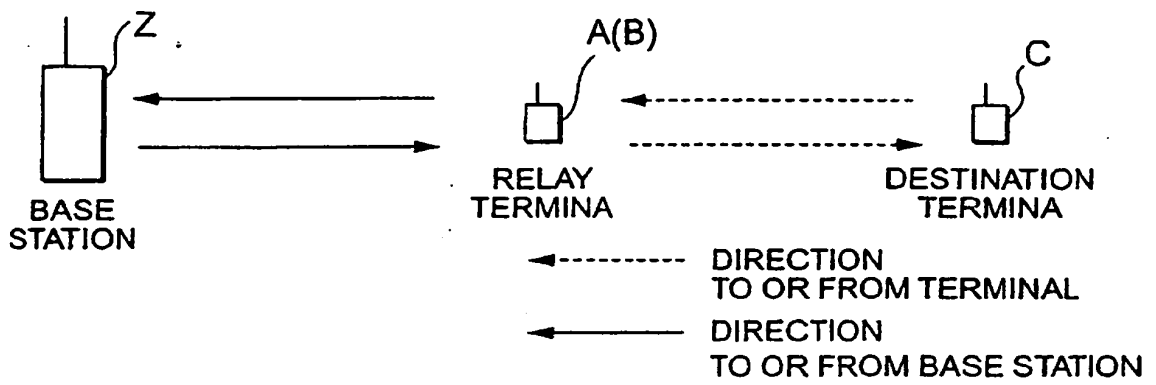 Z
A(B)
C
BASE
STATION
RELAY
TERMINA
DESTINATION
TERMINA
DIRECTION
TO OR FROM TERMINAL
DIRECTION
TO OR FROM BASE STATION